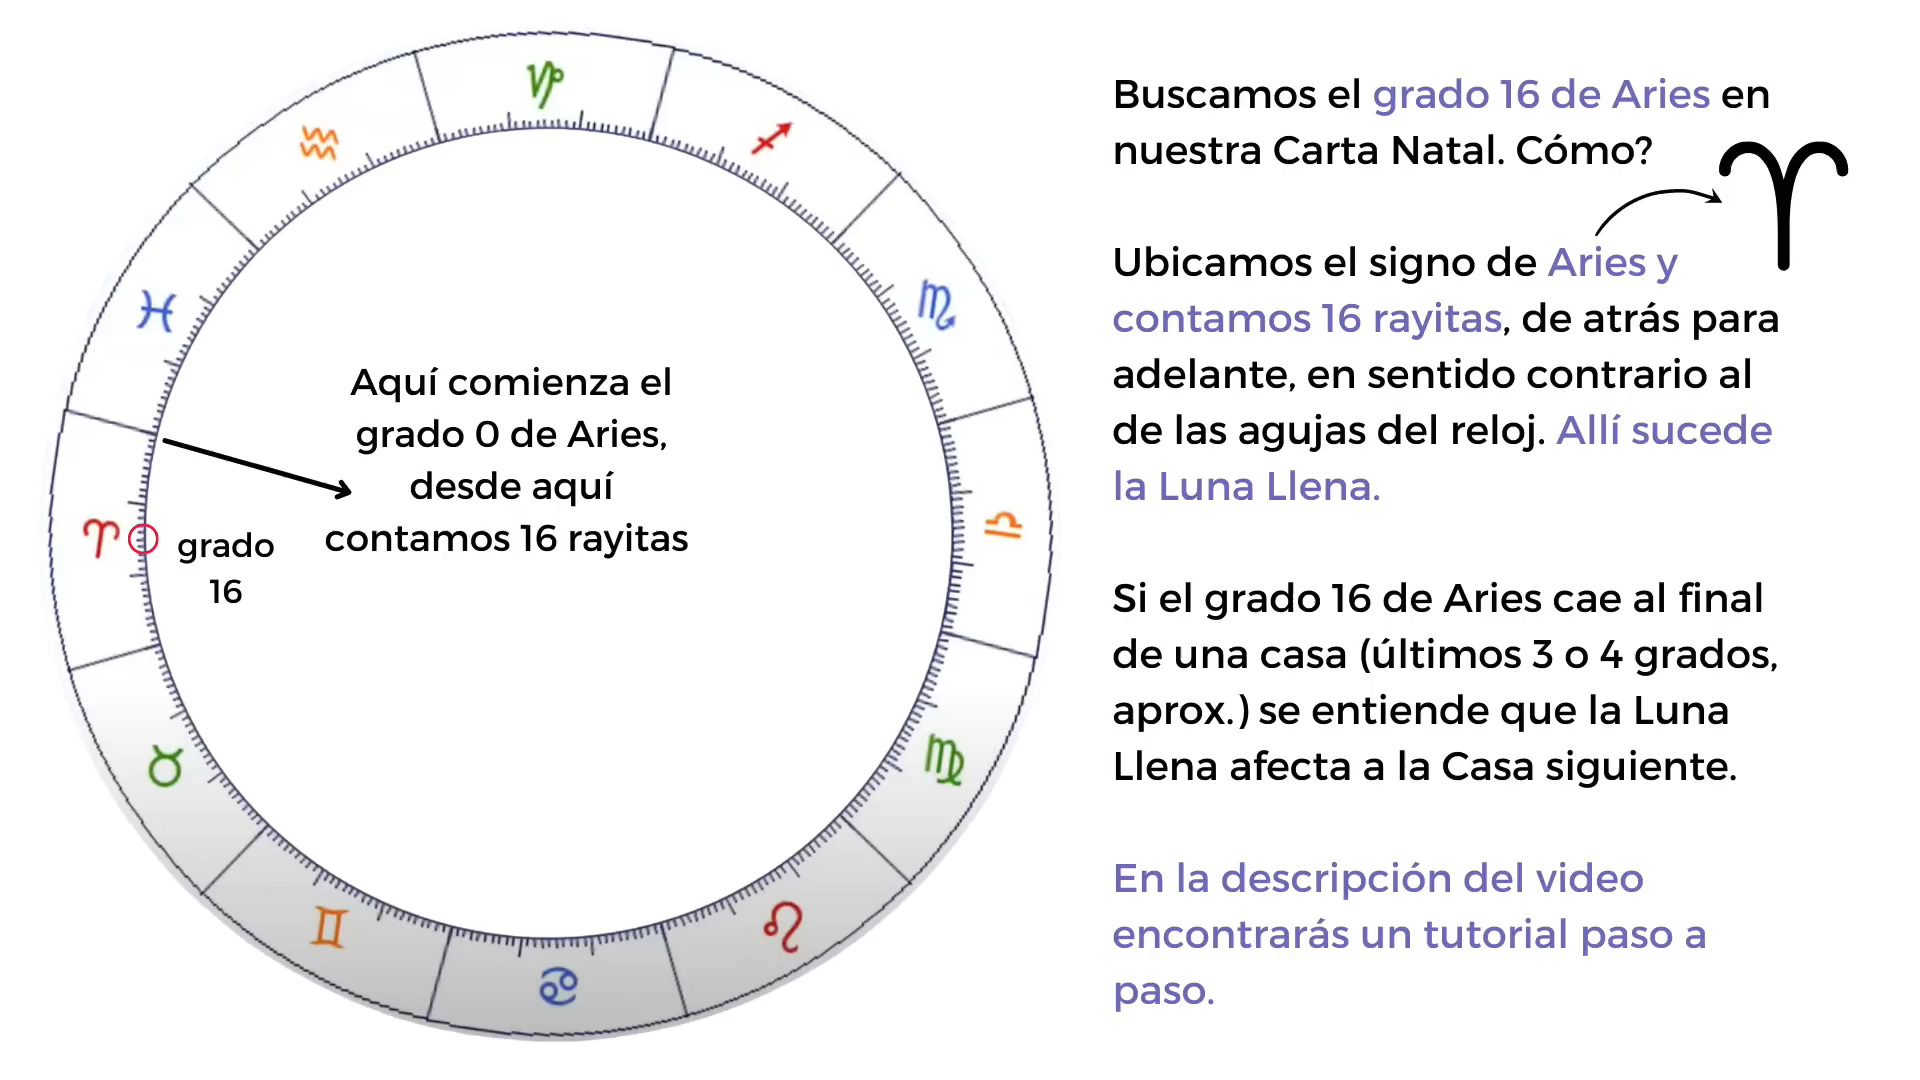 Aquí comienza el
grado 0 de Aries,
desde aquí
contamos 16 rayitas
grado
16
Buscamos el grado 16 de Aries en
nuestra Carta Natal. Cómo?
Ubicamos el signo de Aries y
contamos 16 rayitas, de atrás para
adelante, en sentido contrario al
de las agujas del reloj. Allí sucede
la Luna Llena.
Si el grado 16 de Aries cae al final
de una casa (últimos 3 o 4 grados,
aprox.) se entiende que la Luna
Llena afecta a la Casa siguiente.
En la descripción del video
encontrarás un tutorial paso a
paso.